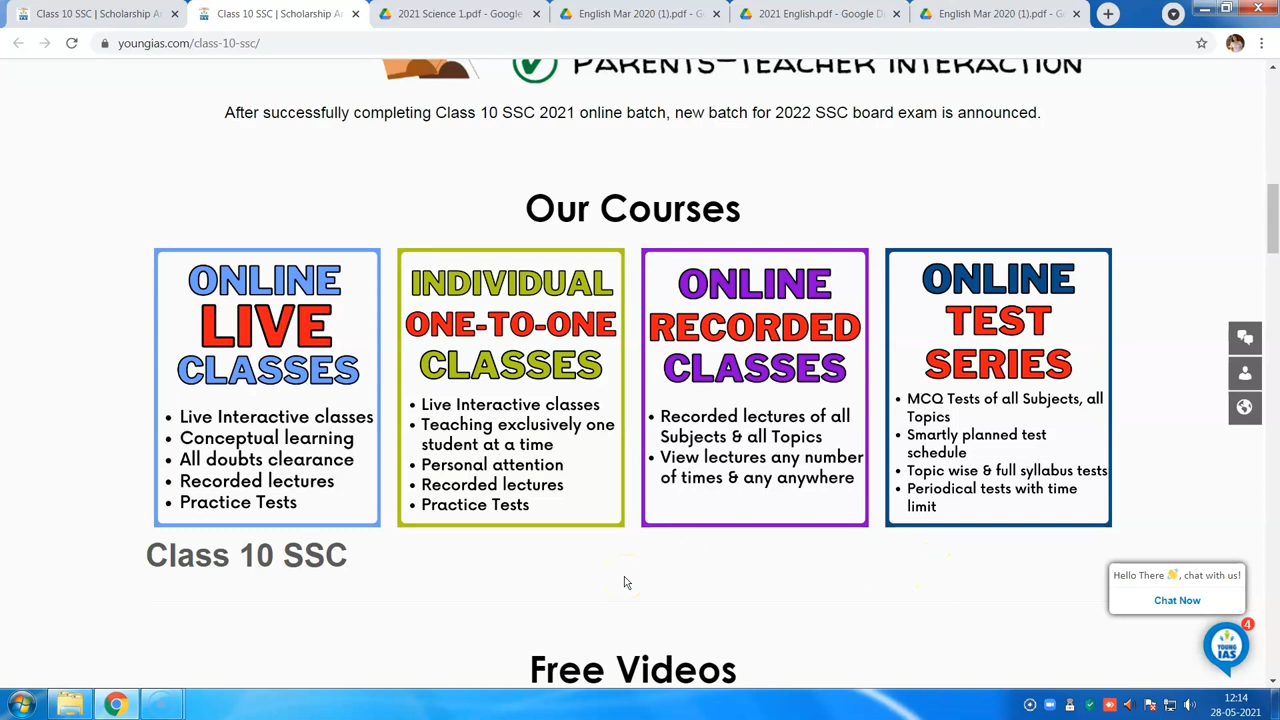 Class 10 SSC | Scholarship A
Class 10 SSC | Scholarship A
2021 Science 1.pdf - Google
English Mar 2020 (1).pdf - G
2021 English.pdf - Google D
English Mar 2020 (1).pdf - G
youngias.com/class-10-ssc/
PARENTS-TEACHER INTERACTION
After successfully completing Class 10 SSC 2021 online batch, new batch for 2022 SSC board exam is announced.
Our Courses
ONLINE
LIVE
CLASSES
• Live Interactive classes
• Conceptual learning
• All doubts clearance
• Recorded lectures
• Practice Tests
INDIVIDUAL
ONE-TO-ONE
CLASSES
• Live Interactive classes
• Teaching exclusively one
student at a time
• Personal attention
• Recorded lectures
• Practice Tests
ONLINE
RECORDED
CLASSES
• Recorded lectures of all
Subjects & all Topics
• View lectures any number
of times & any anywhere
ONLINE
TEST
SERIES
• MCQ Tests of all Subjects, all
Topics
• Smartly planned test
schedule
• Topic wise & full syllabus tests
• Periodical tests with time
limit
Class 10 SSC
Hello There 👋, chat with us!
Chat Now
4
YOUNG
IAS
Free Videos
12:14
28-05-2021